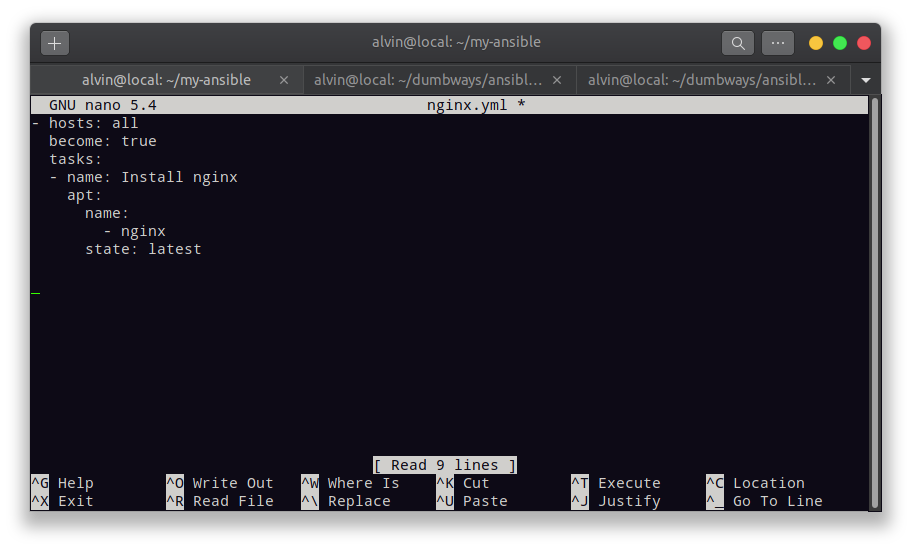 alvin@local: ~/my-ansible
alvin@local: ~/my-ansible
alvin@local: ~/dumbways/ansibl...
alvin@local: ~/dumbways/ansibl...
GNU nano 5.4 nginx.yml *
- hosts: all
  become: true
  tasks:
  - name: Install nginx
    apt:
      name:
        - nginx
      state: latest
[ Read 9 lines ]
^G Help ^O Write Out ^W Where Is ^K Cut ^T Execute ^C Location
^X Exit ^R Read File ^\ Replace ^U Paste ^J Justify ^_ Go To Line